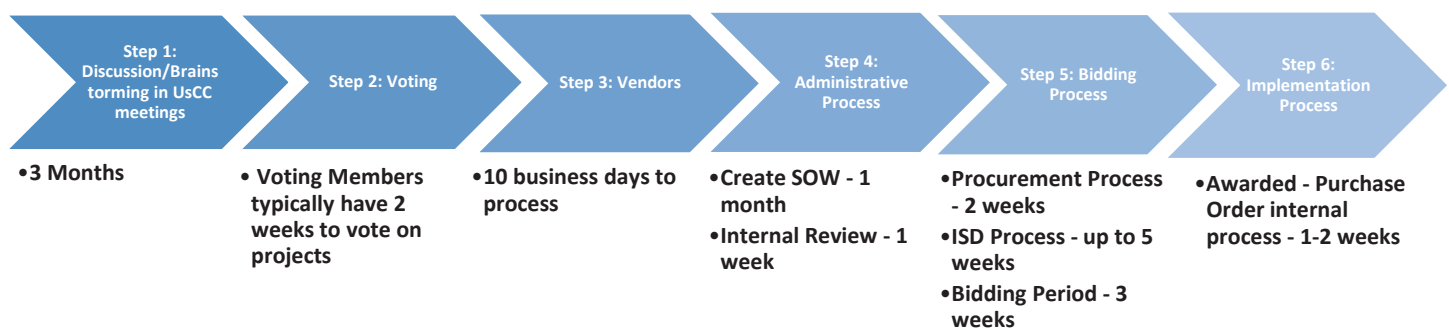 Step 1:
Discussion/Brains
torming in UsCC
meetings
Step 2: Voting
Step 3: Vendors
Step 4:
Administrative
Process
Step 5: Bidding
Process
Step 6:
Implementation
Process
•3 Months
• Voting Members
typically have 2
weeks to vote on
projects
•10 business days to
process
•Create SOW - 1
month
•Internal Review - 1
week
•Procurement Process
- 2 weeks
•ISD Process - up to 5
weeks
•Bidding Period - 3
weeks
•Awarded - Purchase
Order internal
process - 1-2 weeks